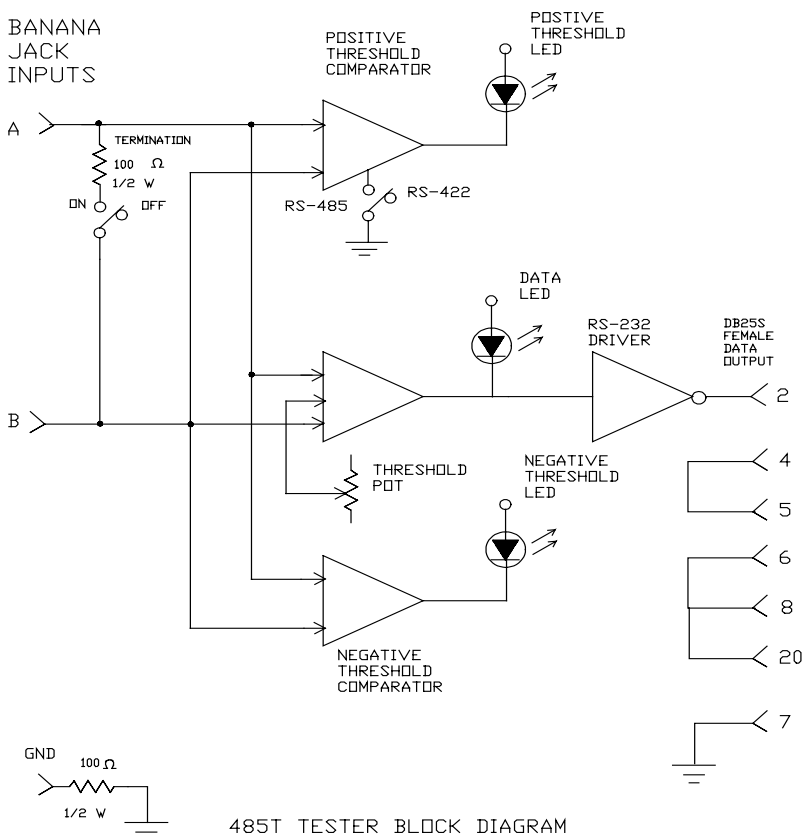 BANANA
JACK
INPUTS
POSITIVE
THRESHOLD
COMPARATOR
POSTIVE
THRESHOLD
LED
A
TERMINATION
100 Ω
1/2 W
ON
OFF
RS-485
RS-422
DATA
LED
RS-232
DRIVER
DB25S
FEMALE
DATA
OUTPUT
2
B
THRESHOLD
POT
NEGATIVE
THRESHOLD
LED
4
5
6
8
20
NEGATIVE
THRESHOLD
COMPARATOR
7
GND
100 Ω
1/2 W
485T TESTER BLOCK DIAGRAM